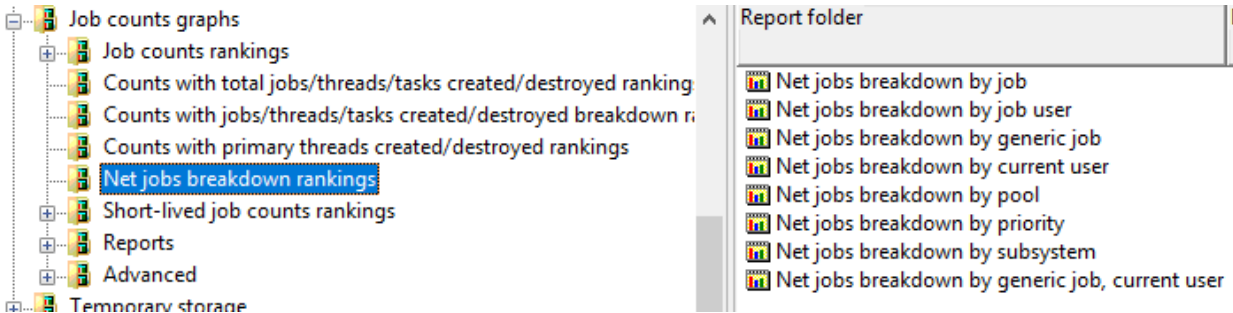 Job counts graphs
Job counts rankings
Counts with total jobs/threads/tasks created/destroyed ranking
Counts with jobs/threads/tasks created/destroyed breakdown r
Counts with primary threads created/destroyed rankings
Net jobs breakdown rankings
Short-lived job counts rankings
Reports
Advanced
Temporary storage
Report folder
Net jobs breakdown by job
Net jobs breakdown by job user
Net jobs breakdown by generic job
Net jobs breakdown by current user
Net jobs breakdown by pool
Net jobs breakdown by priority
Net jobs breakdown by subsystem
Net jobs breakdown by generic job, current user